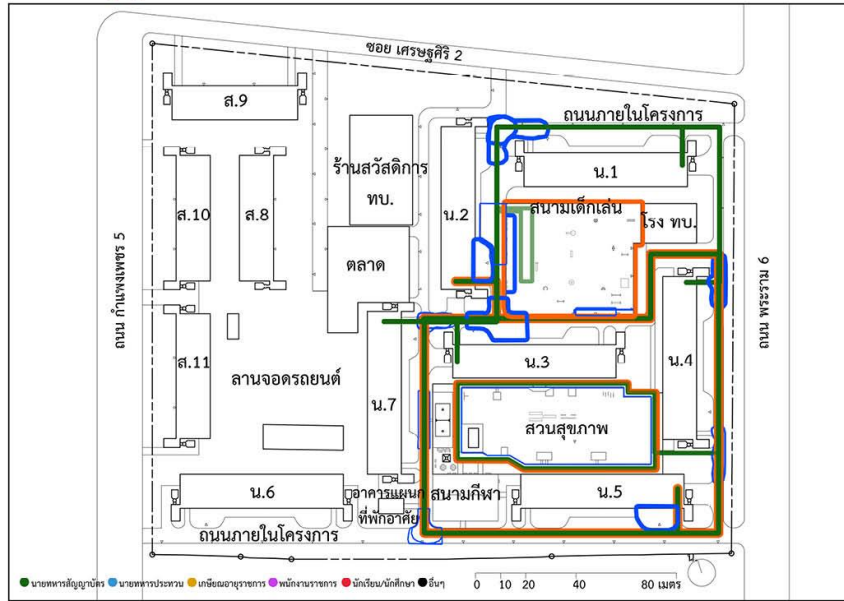 ซอย เศรษฐศิริ 2
ส.9
ถนนภายในโครงการ
ร้านสวัสดิการ
ทบ.
น.1
ส.10
ส.8
น.2
สนามเด็กเล่น
โรง ทบ.
ตลาด
ถนน กำแพงเพชร 5
ถนน พระราม 6
ส.11
ลานจอดรถยนต์
น.3
น.4
น.7
สวนสุขภาพ
น.6
อาคารแผนก
ที่พักอาศัย
สนามกีฬา
น.5
ถนนภายในโครงการ
น.
นายทหารสัญญาบัตร นายทหารประทวน เกษียณอายุราชการ พนักงานราชการ นักเรียน/นักศึกษา อื่นๆ
0 10 20 40 80 เมตร